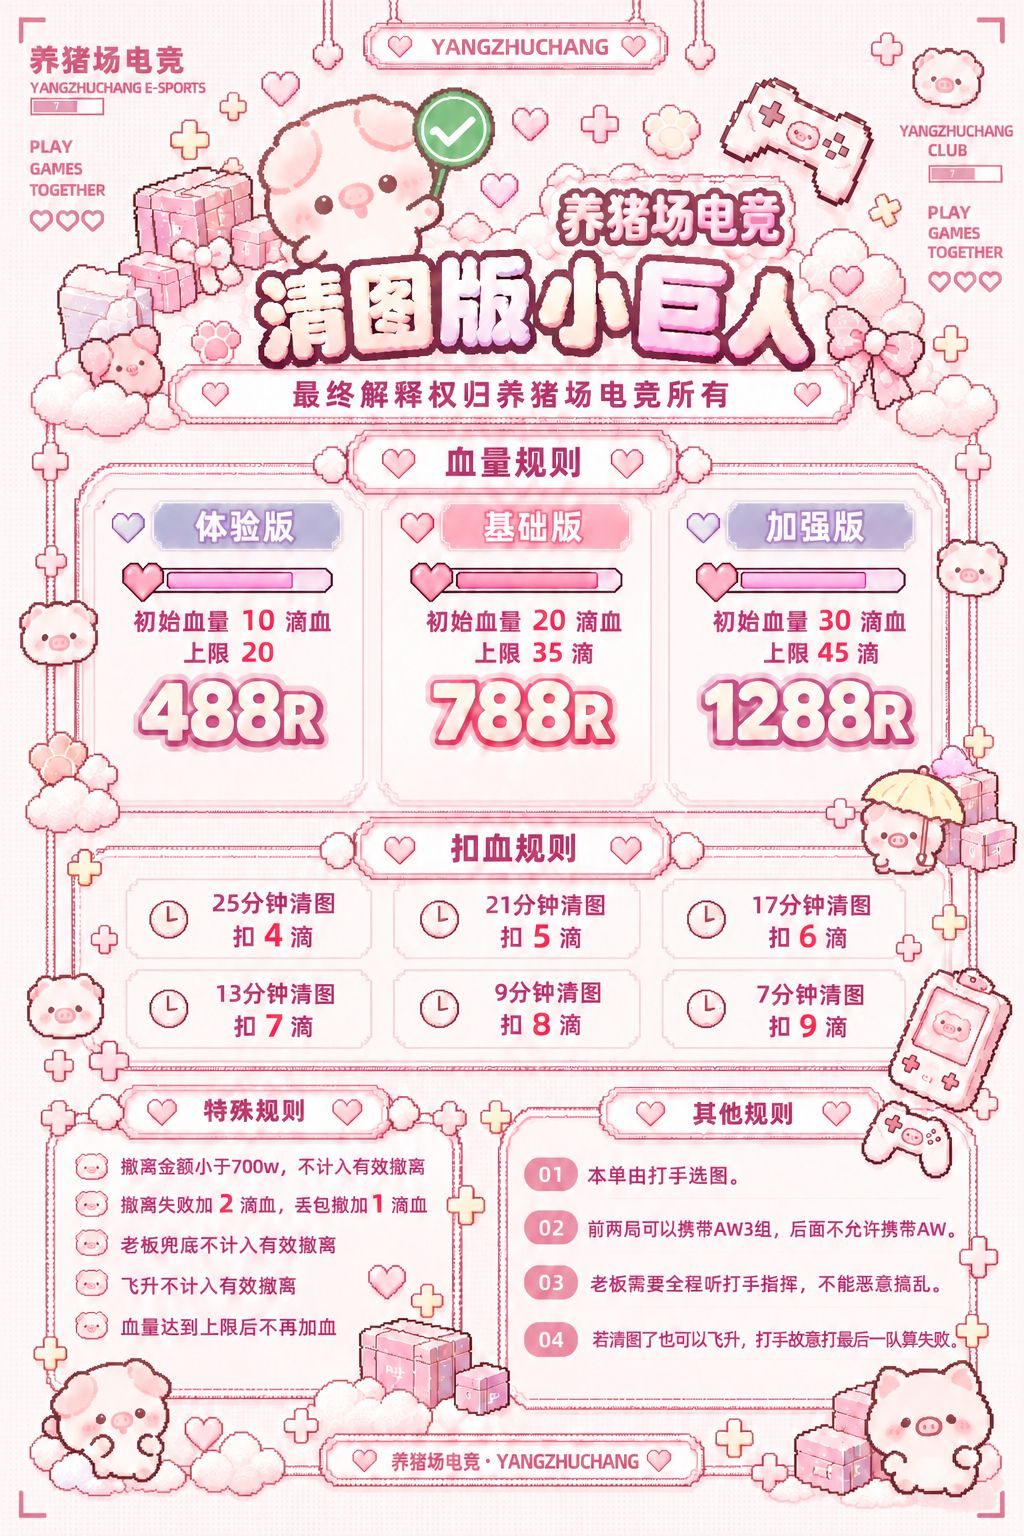 YANGZHUCHANG
养猪场电竞
YANGZHUCHANG E-SPORTS
7
PLAY
GAMES
TOGETHER
YANGZHUCHANG
CLUB
7
PLAY
GAMES
TOGETHER
养猪场电竞
清图版小巨人
最终解释权归养猪场电竞所有
血量规则
体验版
初始血量 10 滴血
上限 20
488R
基础版
初始血量 20 滴血
上限 35 滴
788R
加强版
初始血量 30 滴血
上限 45 滴
1288R
扣血规则
25分钟清图
扣 4 滴
21分钟清图
扣 5 滴
17分钟清图
扣 6 滴
13分钟清图
扣 7 滴
9分钟清图
扣 8 滴
7分钟清图
扣 9 滴
特殊规则
撤离金额小于700w，不计入有效撤离
撤离失败加 2 滴血，丢包撤加 1 滴血
老板兜底不计入有效撤离
飞升不计入有效撤离
血量达到上限后不再加血
其他规则
01 本单由打手选图。
02 前两局可以携带AW3组，后面不允许携带AW。
03 老板需要全程听打手指挥，不能恶意搞乱。
04 若清图了也可以飞升，打手故意打最后一队算失败。
养猪场电竞 · YANGZHUCHANG